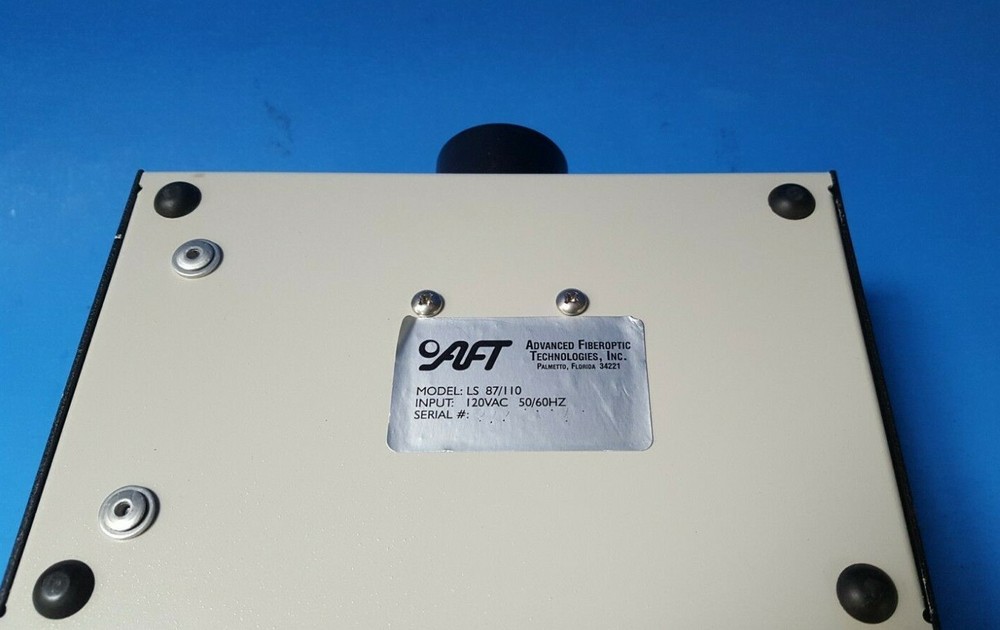 AFT
ADVANCED FIBEROPTIC
TECHNOLOGIES, INC.
PALMETTO, FLORIDA 34221
MODEL: LS 87/110
INPUT: 120VAC 50/60HZ
SERIAL #: